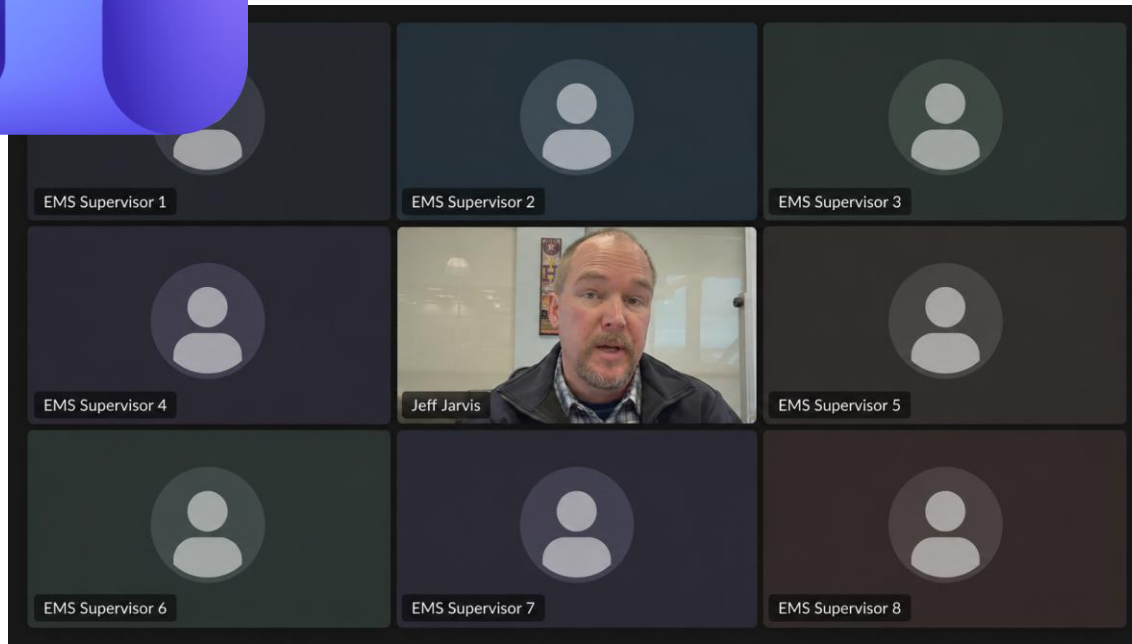 EMS Supervisor 1
EMS Supervisor 2
EMS Supervisor 3
EMS Supervisor 4
Jeff Jarvis
EMS Supervisor 5
EMS Supervisor 6
EMS Supervisor 7
EMS Supervisor 8